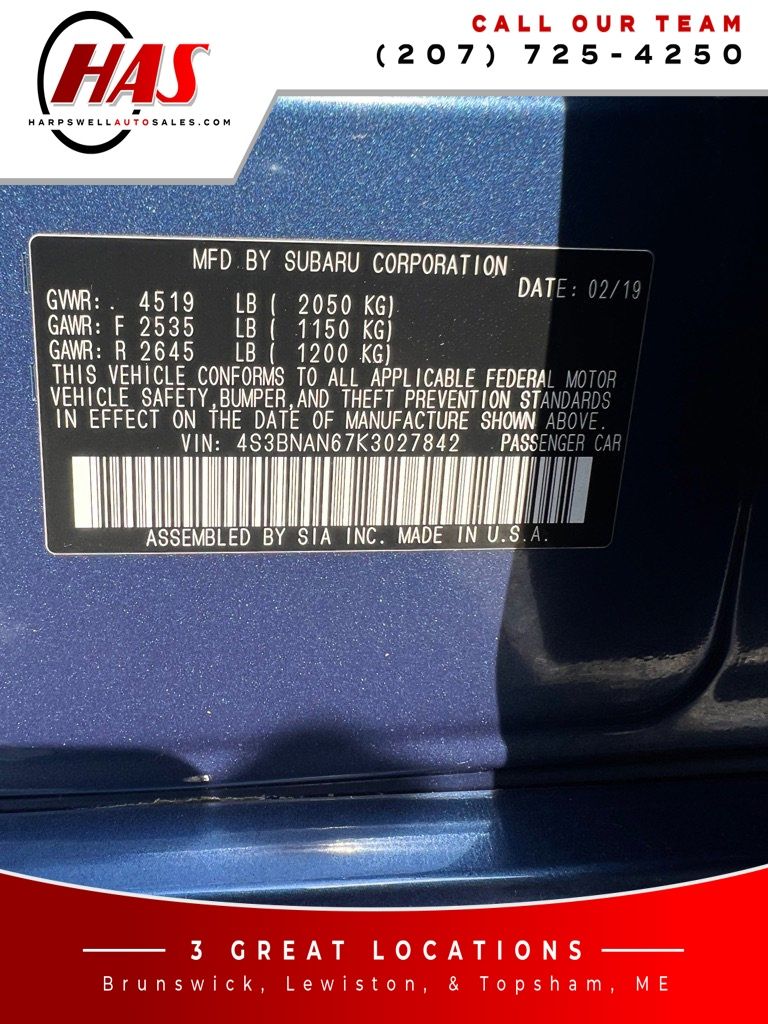 CALL OUR TEAM
(207) 725-4250
HAS
HARPSWELLAUTOSALES.COM
MFD BY SUBARU CORPORATION
DATE: 02/19
GVWR: . 4519 LB ( 2050 KG)
GAWR: F 2535 LB ( 1150 KG)
GAWR: R 2645 LB ( 1200 KG)
THIS VEHICLE CONFORMS TO ALL APPLICABLE FEDERAL MOTOR
VEHICLE SAFETY,BUMPER,AND THEFT PREVENTION STANDARDS
IN EFFECT ON THE DATE OF MANUFACTURE SHOWN ABOVE.
VIN: 4S3BNAN67K3027842 PASSENGER CAR
ASSEMBLED BY SIA INC. MADE IN U.S.A.
3 GREAT LOCATIONS
Brunswick, Lewiston, & Topsham, ME